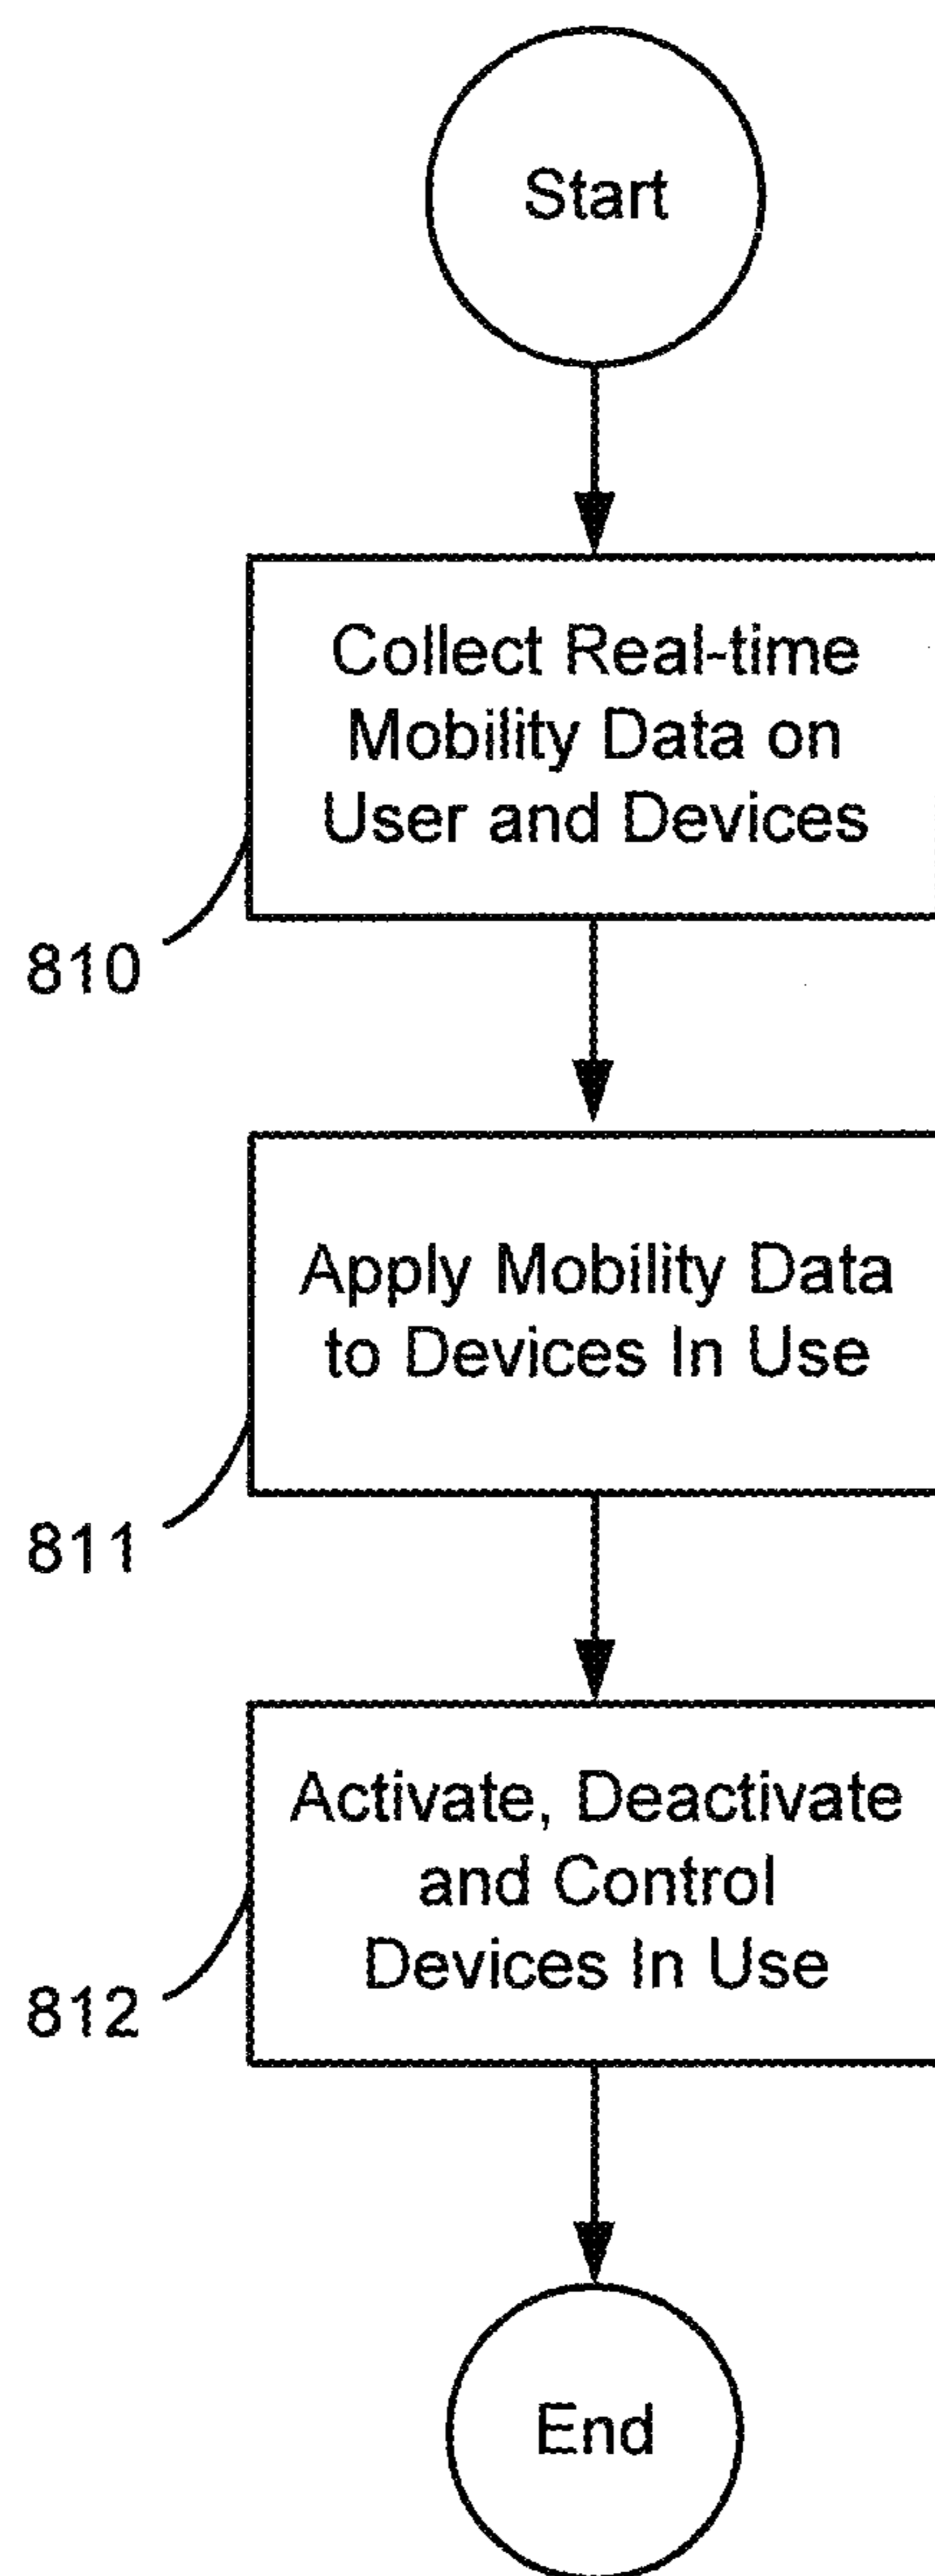 Start
Collect Real-time
Mobility Data on
User and Devices
810
Apply Mobility Data
to Devices In Use
811
Activate, Deactivate
and Control
Devices In Use
812
End